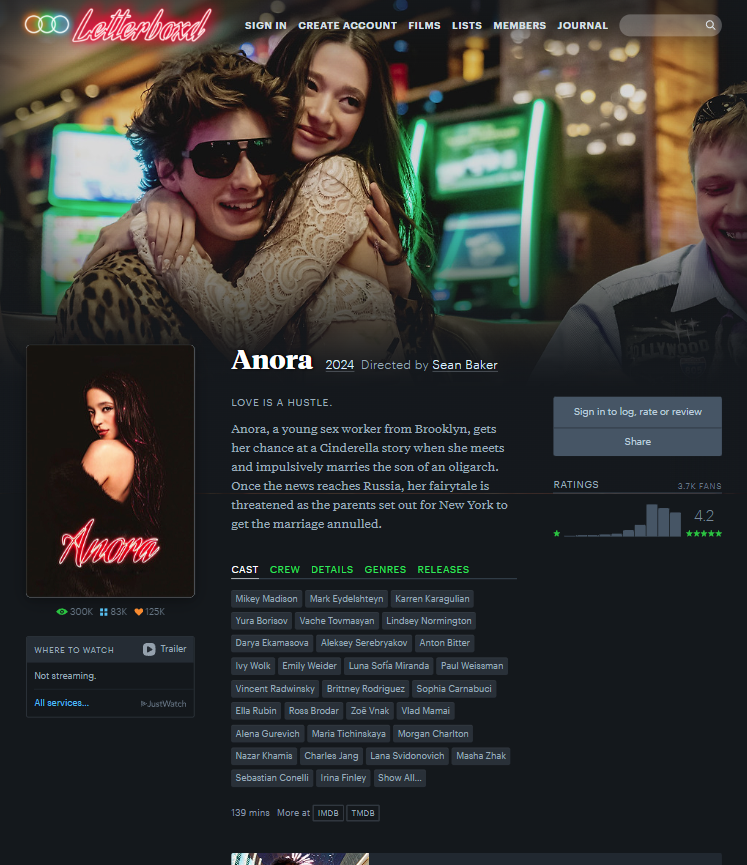 Letterboxd SIGN IN CREATE ACCOUNT FILMS LISTS MEMBERS JOURNAL
Anora 2024 Directed by Sean Baker
LOVE IS A HUSTLE.
Anora, a young sex worker from Brooklyn, gets
her chance at a Cinderella story when she meets
and impulsively marries the son of an oligarch.
Once the news reaches Russia, her fairytale is
threatened as the parents set out for New York to
get the marriage annulled.
Sign in to log, rate or review
Share
RATINGS 3.7K FANS
4.2
★ ★★★★★
Anora
300K 83K 125K
WHERE TO WATCH Trailer
Not streaming.
All services... JustWatch
CAST CREW DETAILS GENRES RELEASES
Mikey Madison Mark Eydelshteyn Karren Karagulian
Yura Borisov Vache Tovmasyan Lindsey Normington
Darya Ekamasova Aleksey Serebryakov Anton Bitter
Ivy Wolk Emily Weider Luna Sofía Miranda Paul Weissman
Vincent Radwinsky Brittney Rodriguez Sophia Carnabuci
Ella Rubin Ross Brodar Zoë Vnak Vlad Mamai
Alena Gurevich Maria Tichinskaya Morgan Charlton
Nazar Khamis Charles Jang Lana Svidonovich Masha Zhak
Sebastian Conelli Irina Finley Show All…
139 mins More at IMDB TMDB